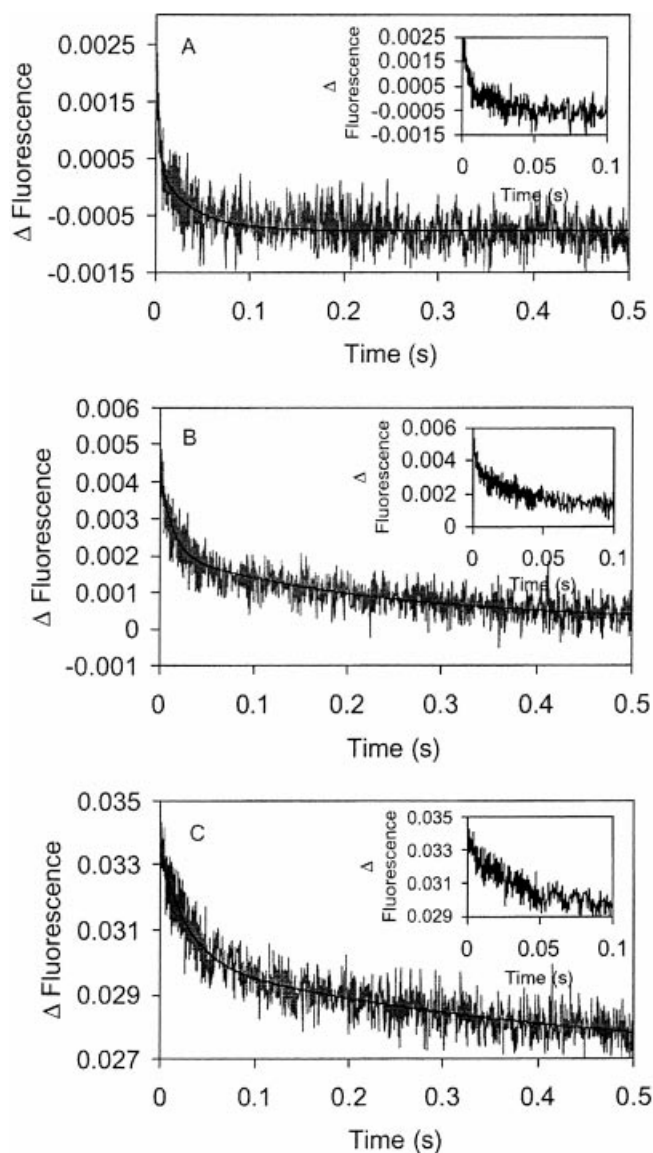 A
Δ Fluorescence
0.0025
0.0015
0.0005
-0.0005
-0.0015
0 0.1 0.2 0.3 0.4 0.5
Time (s)
Δ
Fluorescence
0.0025
0.0015
0.0005
-0.0005
-0.0015
0 0.05 0.1
Time (s)
B
Δ Fluorescence
0.006
0.005
0.004
0.003
0.002
0.001
0
-0.001
0 0.1 0.2 0.3 0.4 0.5
Time (s)
Δ
Fluorescence
0.006
0.004
0.002
0
0 0.05 0.1
Time (s)
C
Δ Fluorescence
0.035
0.033
0.031
0.029
0.027
0 0.1 0.2 0.3 0.4 0.5
Time (s)
Δ
Fluorescence
0.035
0.033
0.031
0.029
0 0.05 0.1
Time (s)